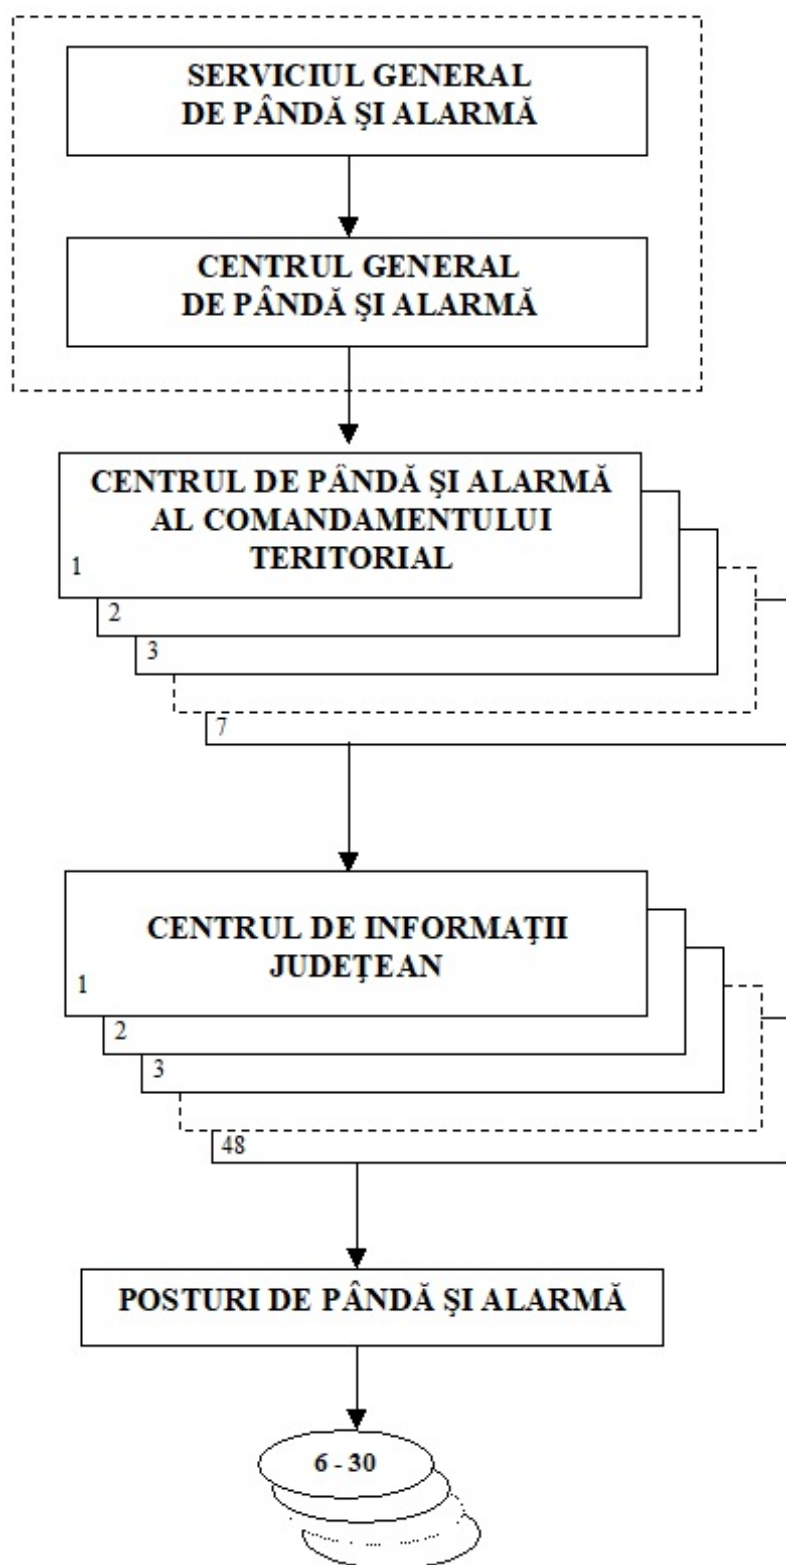 SERVICIUL GENERAL
DE PÂNDĂ ŞI ALARMĂ
CENTRUL GENERAL
DE PÂNDĂ ŞI ALARMĂ
CENTRUL DE PÂNDĂ ŞI ALARMĂ
AL COMANDAMENTULUI
TERITORIAL
1
2
3
7
CENTRUL DE INFORMAŢII
JUDEŢEAN
1
2
3
48
POSTURI DE PÂNDĂ ŞI ALARMĂ
6 - 30